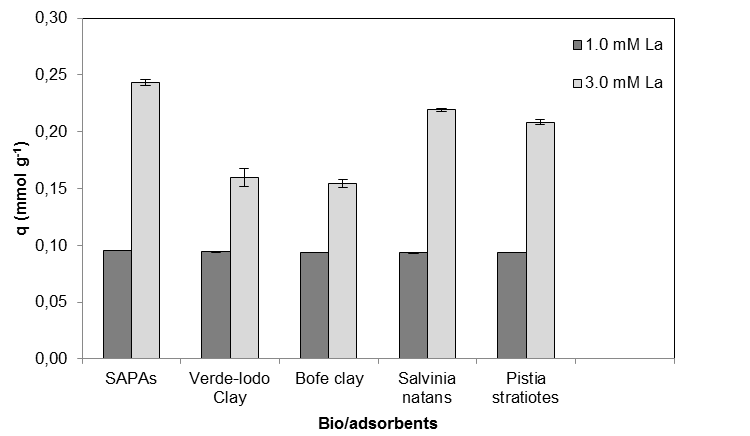 0,30
0,25
0,20
0,15
0,10
0,05
0,00
q (mmol g-1)
1.0 mM La
3.0 mM La
SAPAs
Verde-lodo
Clay
Bofe clay
Salvinia
natans
Pistia
stratiotes
Bio/adsorbents